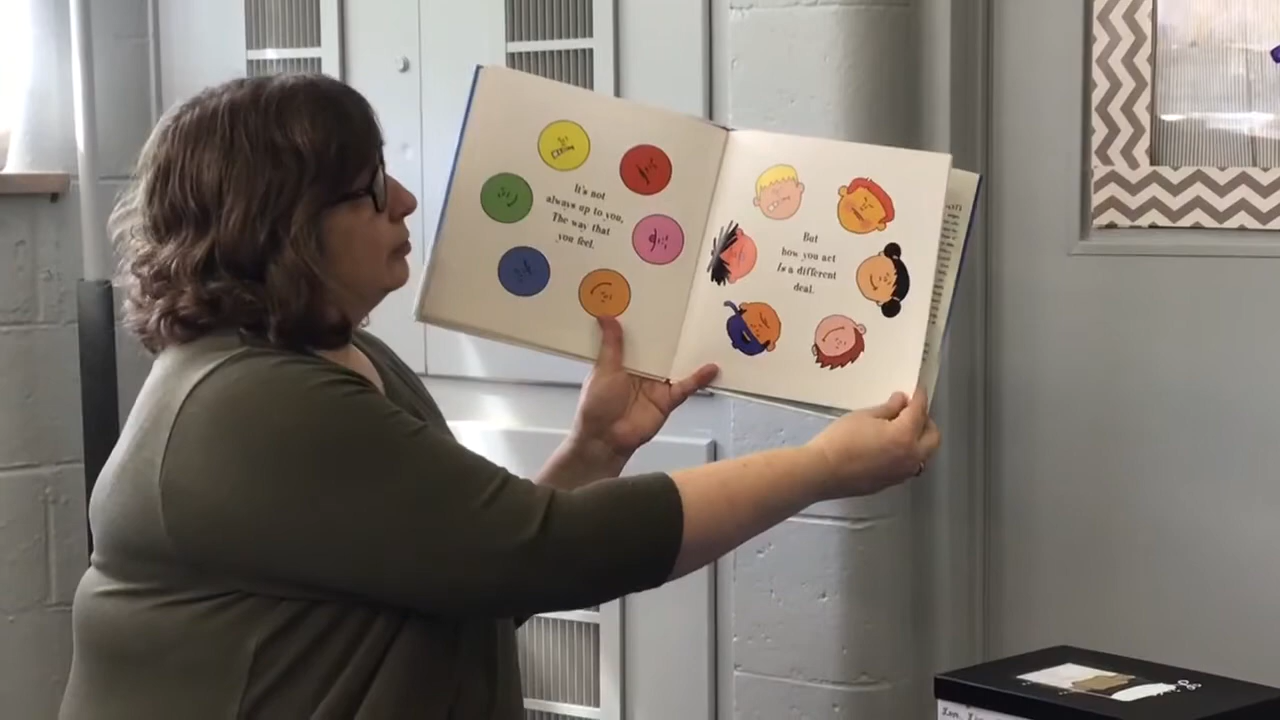 It's not
always up to you,
The way that
you feel.
But
how you act
Is a different
deal.